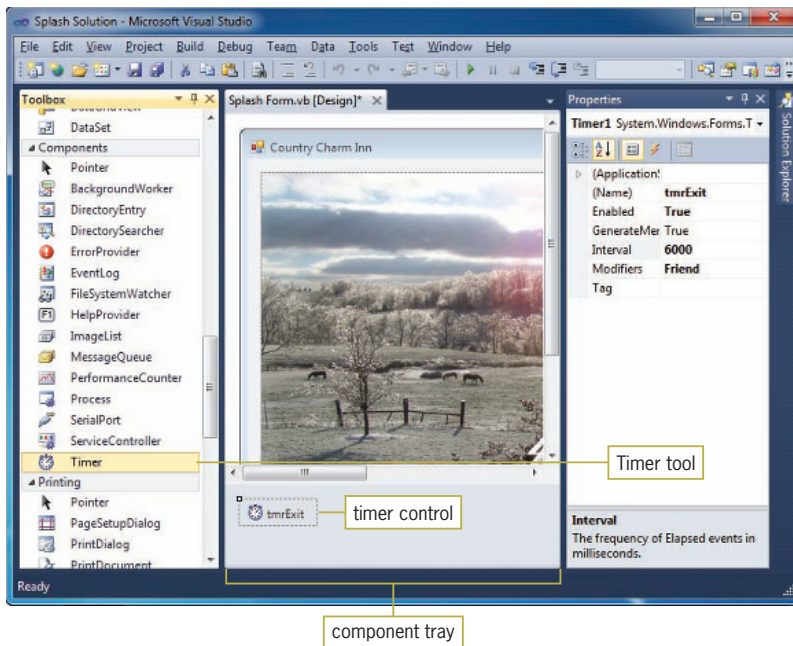 Splash Solution - Microsoft Visual Studio
File Edit View Project Build Debug Team Data Tools Test Window Help
Toolbox
DataSet
Components
Pointer
BackgroundWorker
DirectoryEntry
DirectorySearcher
ErrorProvider
EventLog
FileSystemWatcher
HelpProvider
ImageList
MessageQueue
PerformanceCounter
Process
SerialPort
ServiceController
Timer
Printing
Pointer
PageSetupDialog
PrintDialog
PrintDocument
Splash Form.vb [Design]*
Country Charm Inn
tmrExit
timer control
Timer tool
component tray
Properties
Timer1 System.Windows.Forms.T
(Application
(Name) tmrExit
Enabled True
GenerateMer True
Interval 6000
Modifiers Friend
Tag
Interval
The frequency of Elapsed events in
milliseconds.
Solution Explorer
Ready